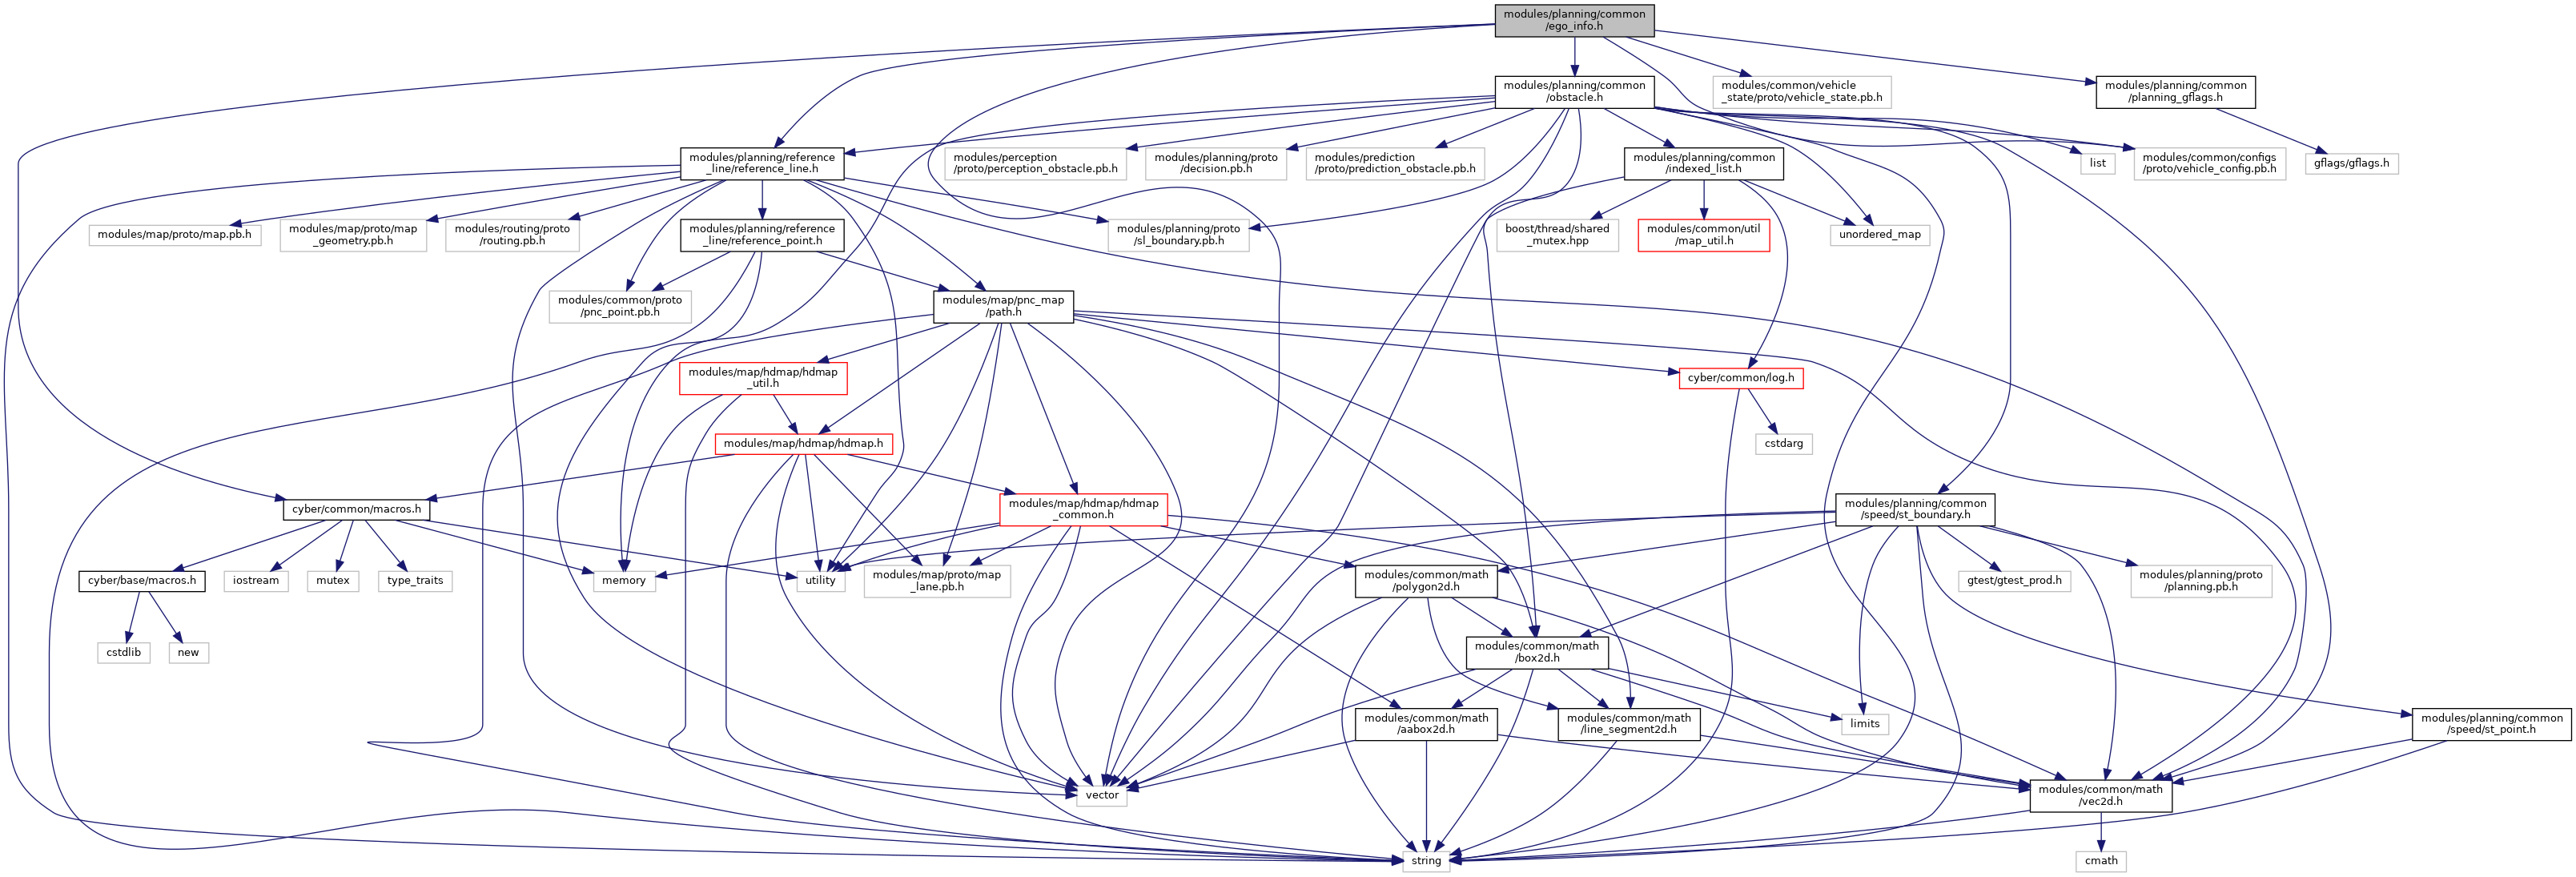 modules/planning/common
/ego_info.h
modules/planning/common
/obstacle.h
modules/common/vehicle
_state/proto/vehicle_state.pb.h
modules/planning/common
/planning_gflags.h
modules/planning/reference
_line/reference_line.h
modules/perception
/proto/perception_obstacle.pb.h
modules/planning/proto
/decision.pb.h
modules/prediction
/proto/prediction_obstacle.pb.h
modules/planning/common
/indexed_list.h
list
modules/common/configs
/proto/vehicle_config.pb.h
gflags/gflags.h
modules/map/proto/map.pb.h
modules/map/proto/map
_geometry.pb.h
modules/routing/proto
/routing.pb.h
modules/planning/reference
_line/reference_point.h
modules/planning/proto
/sl_boundary.pb.h
boost/thread/shared
_mutex.hpp
modules/common/util
/map_util.h
unordered_map
modules/common/proto
/pnc_point.pb.h
modules/map/pnc_map
/path.h
modules/map/hdmap/hdmap
_util.h
cyber/common/log.h
modules/map/hdmap/hdmap.h
cstdarg
cyber/common/macros.h
modules/map/hdmap/hdmap
_common.h
modules/planning/common
/speed/st_boundary.h
cyber/base/macros.h
iostream
mutex
type_traits
memory
utility
modules/map/proto/map
_lane.pb.h
modules/common/math
/polygon2d.h
gtest/gtest_prod.h
modules/planning/proto
/planning.pb.h
cstdlib
new
modules/common/math
/box2d.h
modules/common/math
/aabox2d.h
modules/common/math
/line_segment2d.h
limits
modules/planning/common
/speed/st_point.h
vector
modules/common/math
/vec2d.h
string
cmath